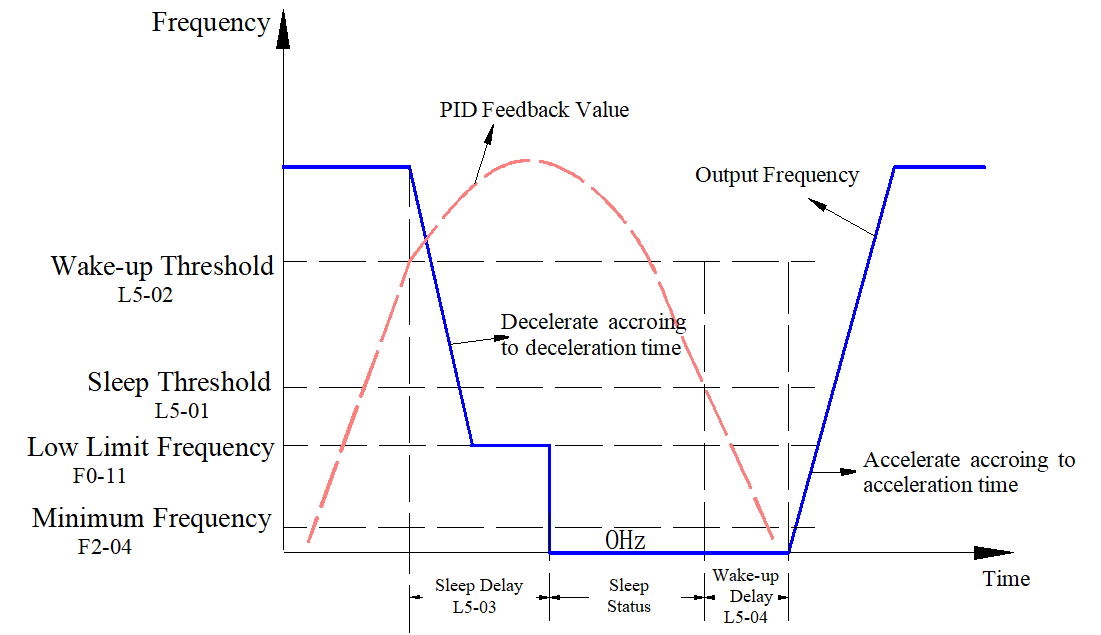 Frequency
PID Feedback Value
Output Frequency
Wake-up Threshold
L5-02
Decelerate accroing
to deceleration time
Sleep Threshold
L5-01
Low Limit Frequency
F0-11
Accelerate accroing to
acceleration time
Minimum Frequency
F2-04
0Hz
Time
Sleep Delay
L5-03
Sleep
Status
Wake-up
Delay
L5-04